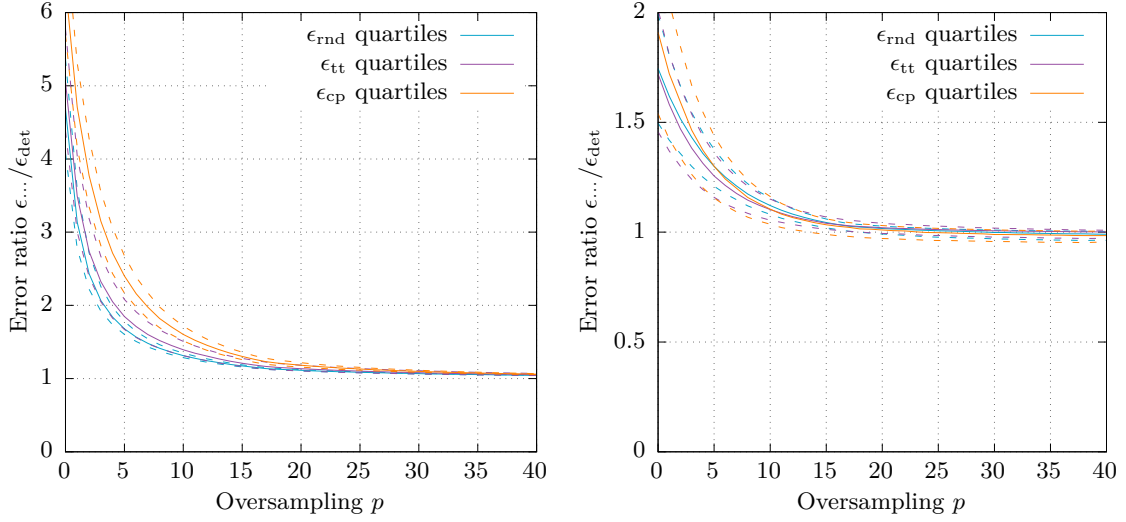 6
5
4
3
2
1
0
0 5 10 15 20 25 30 35 40
Error ratio ϵ.../ϵdet
Oversampling p
ϵrnd quartiles
ϵtt quartiles
ϵcp quartiles
2
1.5
1
0.5
0
0 5 10 15 20 25 30 35 40
Error ratio ϵ.../ϵdet
Oversampling p
ϵrnd quartiles
ϵtt quartiles
ϵcp quartiles